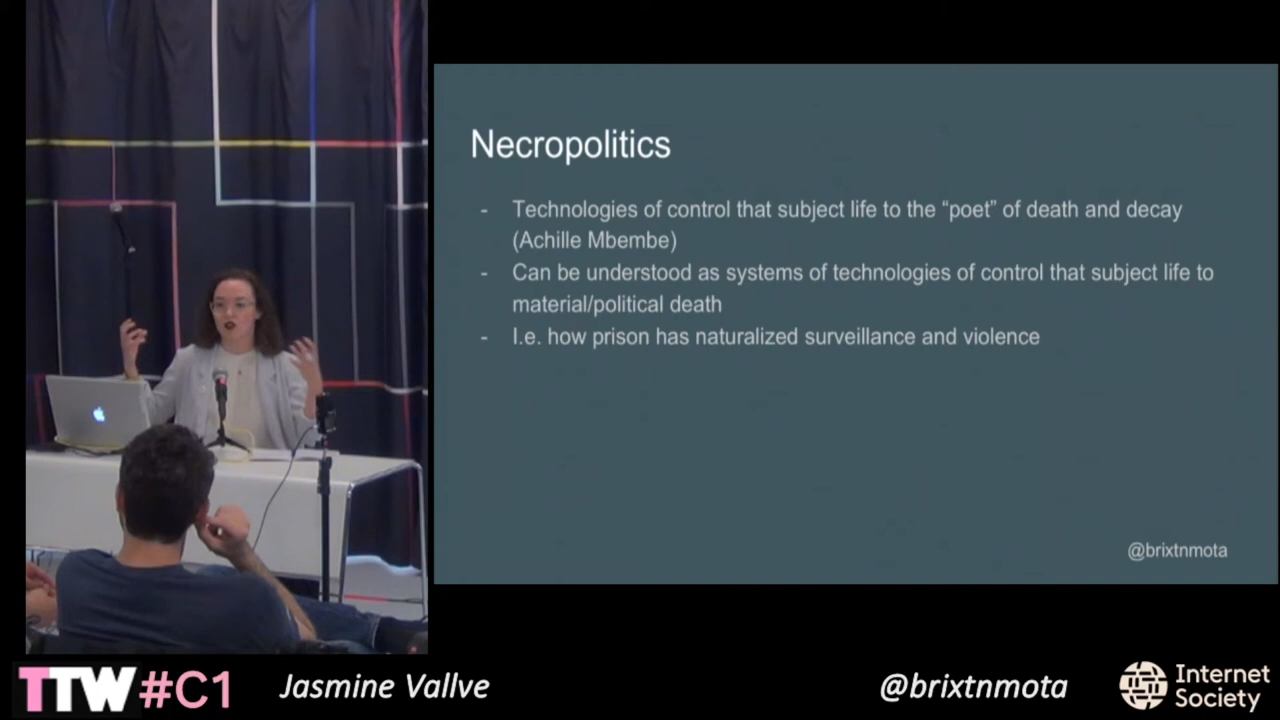 Necropolitics
- Technologies of control that subject life to the “poet” of death and decay
(Achille Mbembe)
- Can be understood as systems of technologies of control that subject life to
material/political death
- I.e. how prison has naturalized surveillance and violence
@brixtnmota
TTW#C1
Jasmine Vallve
@brixtnmota
Internet
Society